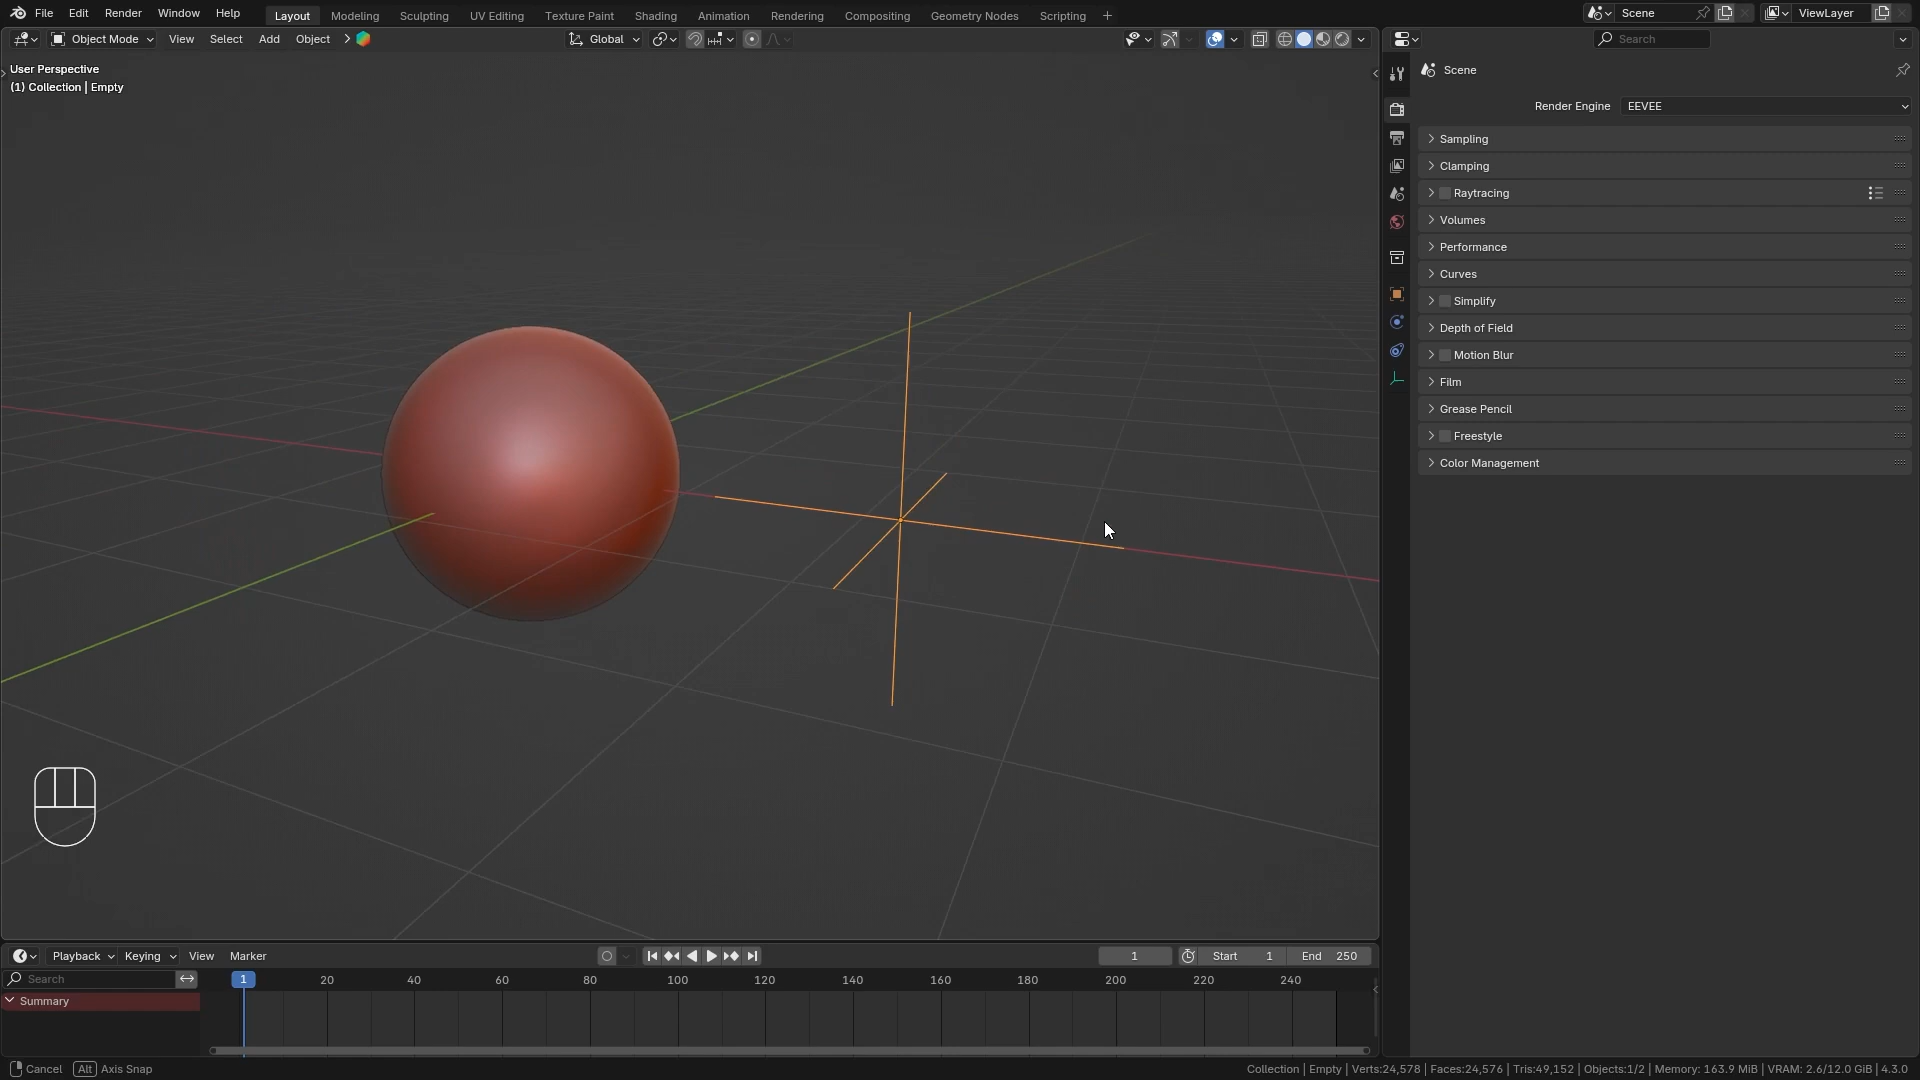 File Edit Render Window Help Layout Modeling Sculpting UV Editing Texture Paint Shading Animation Rendering Compositing Geometry Nodes Scripting + Scene ViewLayer
Object Mode View Select Add Object Global Search
User Perspective
(1) Collection | Empty
Scene
Render Engine EEVEE
Sampling
Clamping
Raytracing
Volumes
Performance
Curves
Simplify
Depth of Field
Motion Blur
Film
Grease Pencil
Freestyle
Color Management
Playback Keying View Marker 1 Start 1 End 250
Search 1 20 40 60 80 100 120 140 160 180 200 220 240
Summary
Cancel Alt Axis Snap Collection | Empty | Verts:24,578 | Faces:24,576 | Tris:49,152 | Objects:1/2 | Memory: 163.9 MiB | VRAM: 2.6/12.0 GiB | 4.3.0